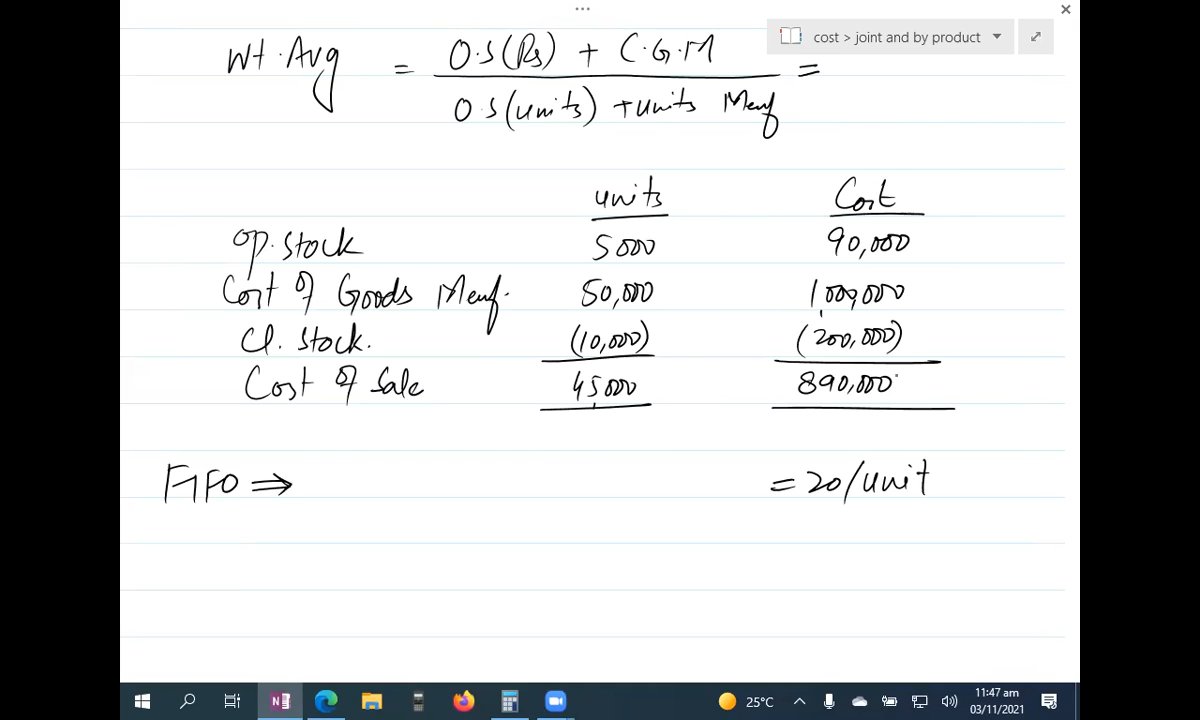 cost > joint and by product
Wt. Avg = O.S(Rs) + C.G.M =
O.S(units) + units Manf
units Cost
op. stock 5000 90,000
Cost of Goods Manf. 50,000 1,000,000
Cl. Stock. (10,000) (200,000)
Cost of Sale 45,000 890,000
FIFO ⇒ = 20/unit
25°C 11:47 am
03/11/2021